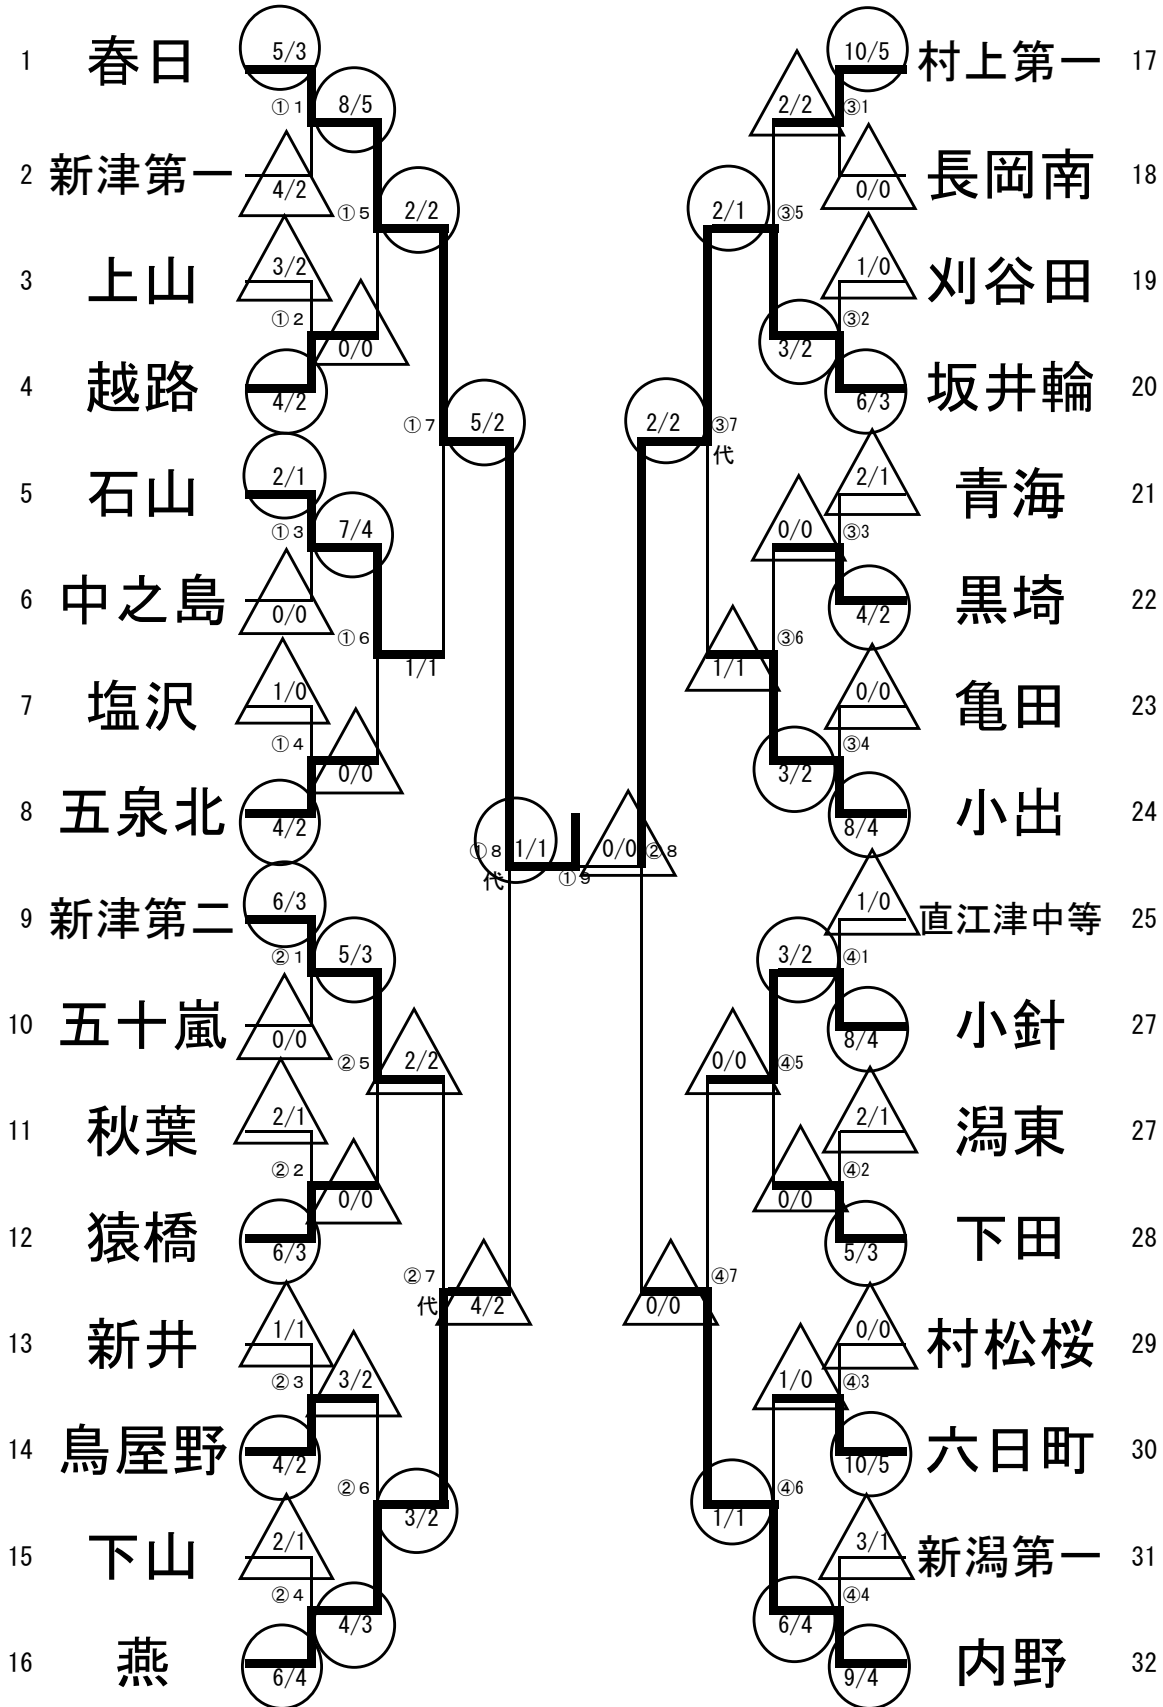 1 春日 5/3
①1 8/5
2 新津第一 4/2
①5 2/2
3 上山 3/2
①2 0/0
4 越路 4/2
①7 5/2
5 石山 2/1
①3 7/4
6 中之島 0/0
①6 1/1
7 塩沢 1/0
①4 0/0
8 五泉北 4/2
①8 1/1
代
①9
9 新津第二 6/3
②1 5/3
10 五十嵐 0/0
②5 2/2
11 秋葉 2/1
②2 0/0
12 猿橋 6/3
②7 4/2
代
13 新井 1/1
②3 3/2
14 鳥屋野 4/2
②6 3/2
15 下山 2/1
②4 4/3
16 燕 6/4
10/5 村上第一 17
2/2 ③1
0/0 長岡南 18
2/1 ③5
1/0 刈谷田 19
3/2 ③2
6/3 坂井輪 20
2/2 ③7
代
2/1 青海 21
0/0 ③3
4/2 黒埼 22
1/1 ③6
0/0 亀田 23
3/2 ③4
8/4 小出 24
0/0 ②8
1/0 直江津中等 25
3/2 ④1
8/4 小針 27
0/0 ④5
2/1 潟東 27
0/0 ④2
5/3 下田 28
0/0 ④7
0/0 村松桜 29
1/0 ④3
10/5 六日町 30
1/1 ④6
3/1 新潟第一 31
6/4 ④4
9/4 内野 32